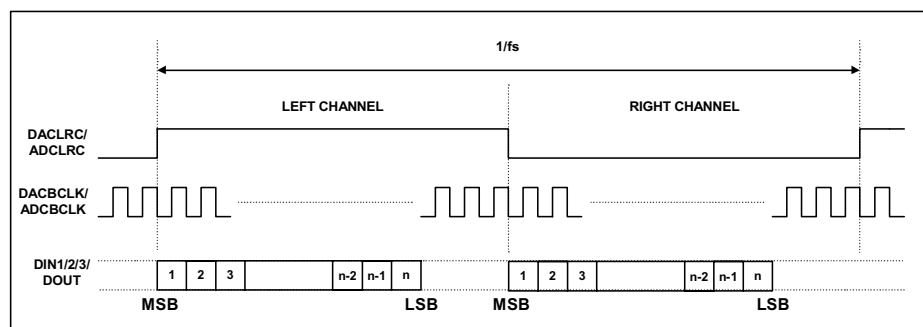 1/fs
LEFT CHANNEL RIGHT CHANNEL
DACLRC/
ADCLRC
DACBCLK/
ADCBCLK
DIN1/2/3/
DOUT
1 2 3 n-2 n-1 n 1 2 3 n-2 n-1 n
MSB LSB MSB LSB